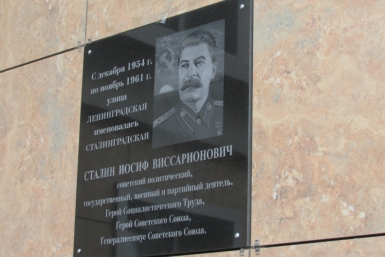 С декабря 1954 г.
по ноябрь 1961 г.
улица
ЛЕНИНГРАДСКАЯ
именовалась
СТАЛИНГРАДСКАЯ
СТАЛИН ИОСИФ ВИССАРИОНОВИЧ
советский политический,
государственный, военный и партийный деятель.
Герой Социалистического Труда,
Герой Советского Союза,
Генералиссимус Советского Союза.